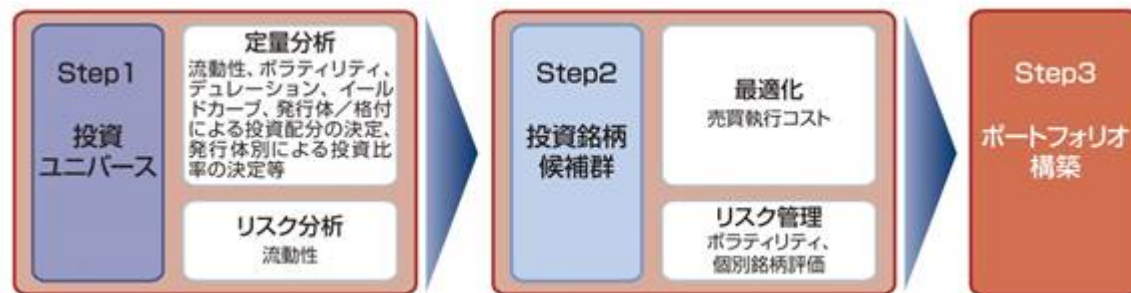 Step1
投資
ユニバース
定量分析
流動性、ボラティリティ、
デュレーション、イール
ドカーブ、発行体／格付
による投資配分の決定、
発行体別による投資比
率の決定等
リスク分析
流動性
Step2
投資銘柄
候補群
最適化
売買執行コスト
リスク管理
ボラティリティ、
個別銘柄評価
Step3
ポートフォリオ
構築